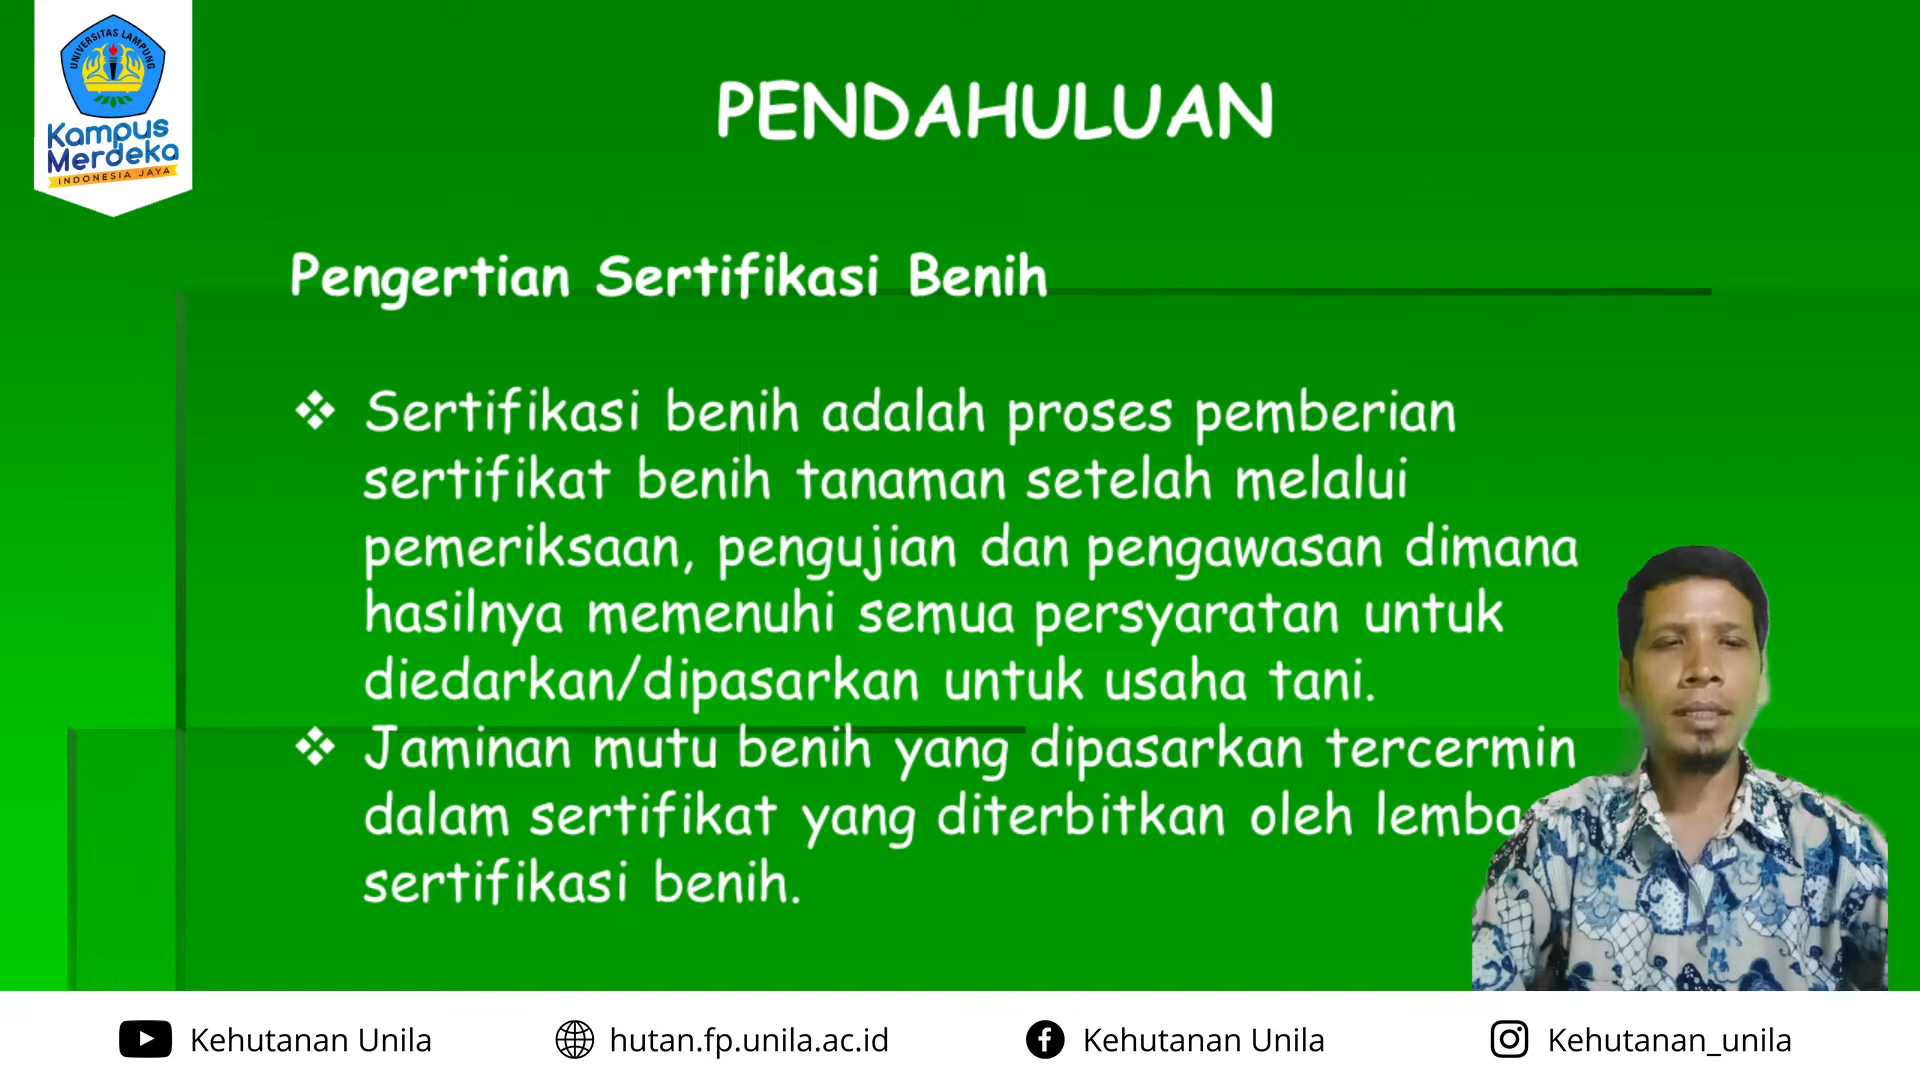 UNIVERSITAS LAMPUNG
Kampus
Merdeka
INDONESIA JAYA
PENDAHULUAN
Pengertian Sertifikasi Benih
Sertifikasi benih adalah proses pemberian
sertifikat benih tanaman setelah melalui
pemeriksaan, pengujian dan pengawasan dimana
hasilnya memenuhi semua persyaratan untuk
diedarkan/dipasarkan untuk usaha tani.
Jaminan mutu benih yang dipasarkan tercermin
dalam sertifikat yang diterbitkan oleh
sertifikasi benih.
Kehutanan Unila
hutan.fp.unila.ac.id
Kehutanan Unila
Kehutanan_unila